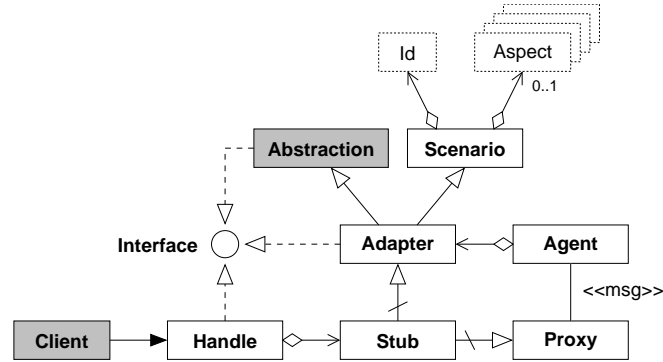 Id
Aspect
0..1
Abstraction
Scenario
Interface
Adapter
Agent
<<msg>>
Client
Handle
Stub
Proxy